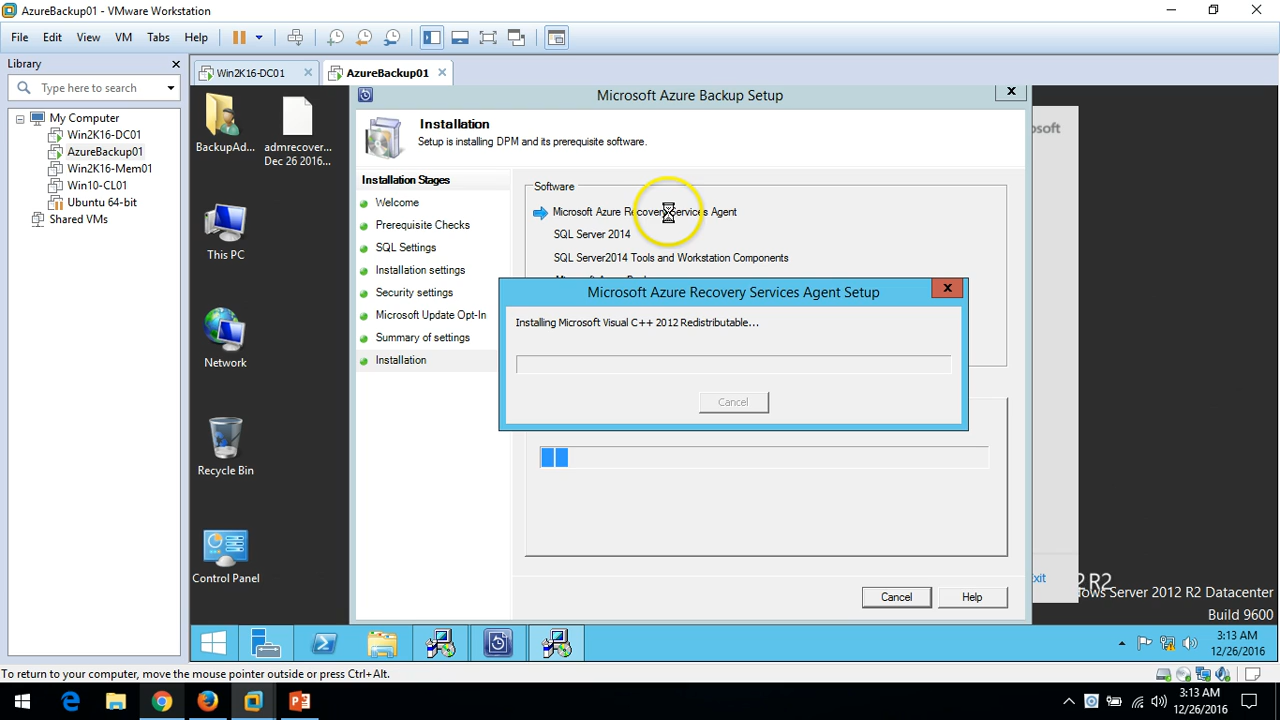 AzureBackup01 - VMware Workstation
File Edit View VM Tabs Help
Library
Type here to search
My Computer
Win2K16-DC01
AzureBackup01
Win2K16-Mem01
Win10-CL01
Ubuntu 64-bit
Shared VMs
Win2K16-DC01
AzureBackup01
BackupAd...
admrecover...
Dec 26 2016...
This PC
Network
Recycle Bin
Control Panel
Microsoft Azure Backup Setup
Installation
Setup is installing DPM and its prerequisite software.
Installation Stages
Welcome
Prerequisite Checks
SQL Settings
Installation settings
Security settings
Microsoft Update Opt-In
Summary of settings
Installation
Software
Microsoft Azure Recovery Services Agent
SQL Server 2014
SQL Server2014 Tools and Workstation Components
Microsoft Azure Recovery Services Agent Setup
Installing Microsoft Visual C++ 2012 Redistributable...
Cancel
Cancel
Help
osoft
xit
2 R2
ows Server 2012 R2 Datacenter
Build 9600
3:13 AM
12/26/2016
To return to your computer, move the mouse pointer outside or press Ctrl+Alt.
3:13 AM
12/26/2016